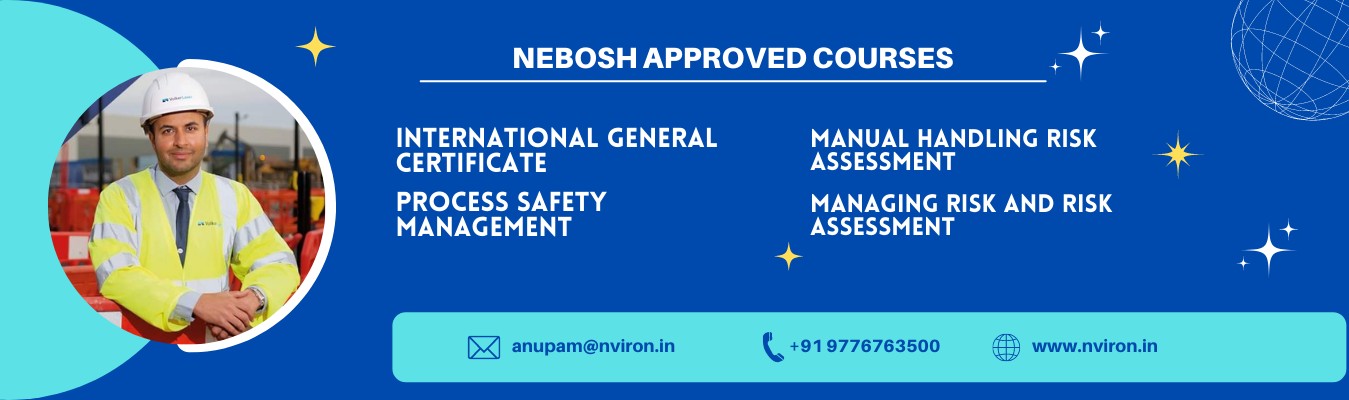 NEBOSH APPROVED COURSES
INTERNATIONAL GENERAL
CERTIFICATE
PROCESS SAFETY
MANAGEMENT
MANUAL HANDLING RISK
ASSESSMENT
MANAGING RISK AND RISK
ASSESSMENT
anupam@nviron.in
+91 9776763500
www.nviron.in